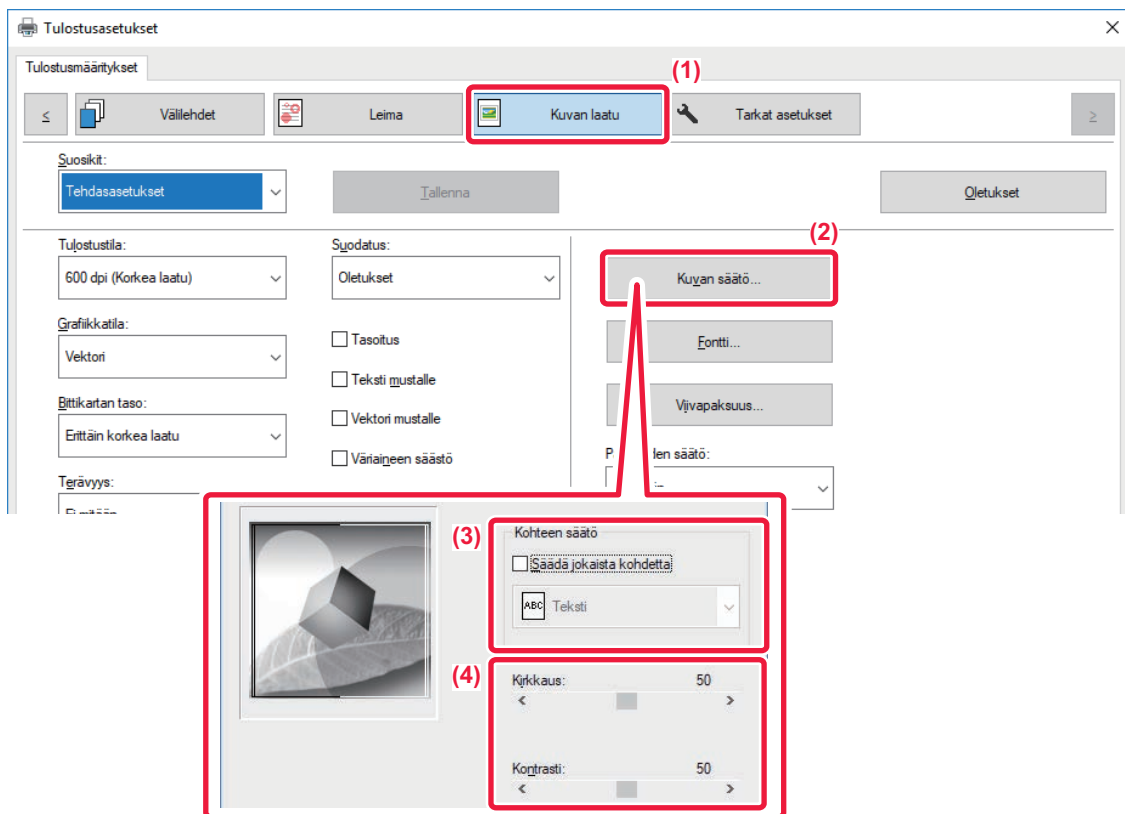 Tulostusasetukset
Tulostusmääritykset
(1)
≤ Välilehdet Leima Kuvan laatu Tarkat asetukset ≥
Suosikit:
Tehdasasetukset Tallenna Oletukset
(2)
Tulostustila: Suodatus:
600 dpi (Korkea laatu) Oletukset Kuvan säätö...
Grafiikkatila:
Vektori Tasoitus Fontti...
Teksti mustalle
Bittikartan taso:
Erittäin korkea laatu Vektori mustalle Viivapaksuus...
Väriaineen säästö den säätö:
Terävyys:
(3) Kohteen säätö
Säädä jokaista kohdetta
ABC Teksti
(4) Kirkkaus: 50
< >
Kontrasti: 50
< >